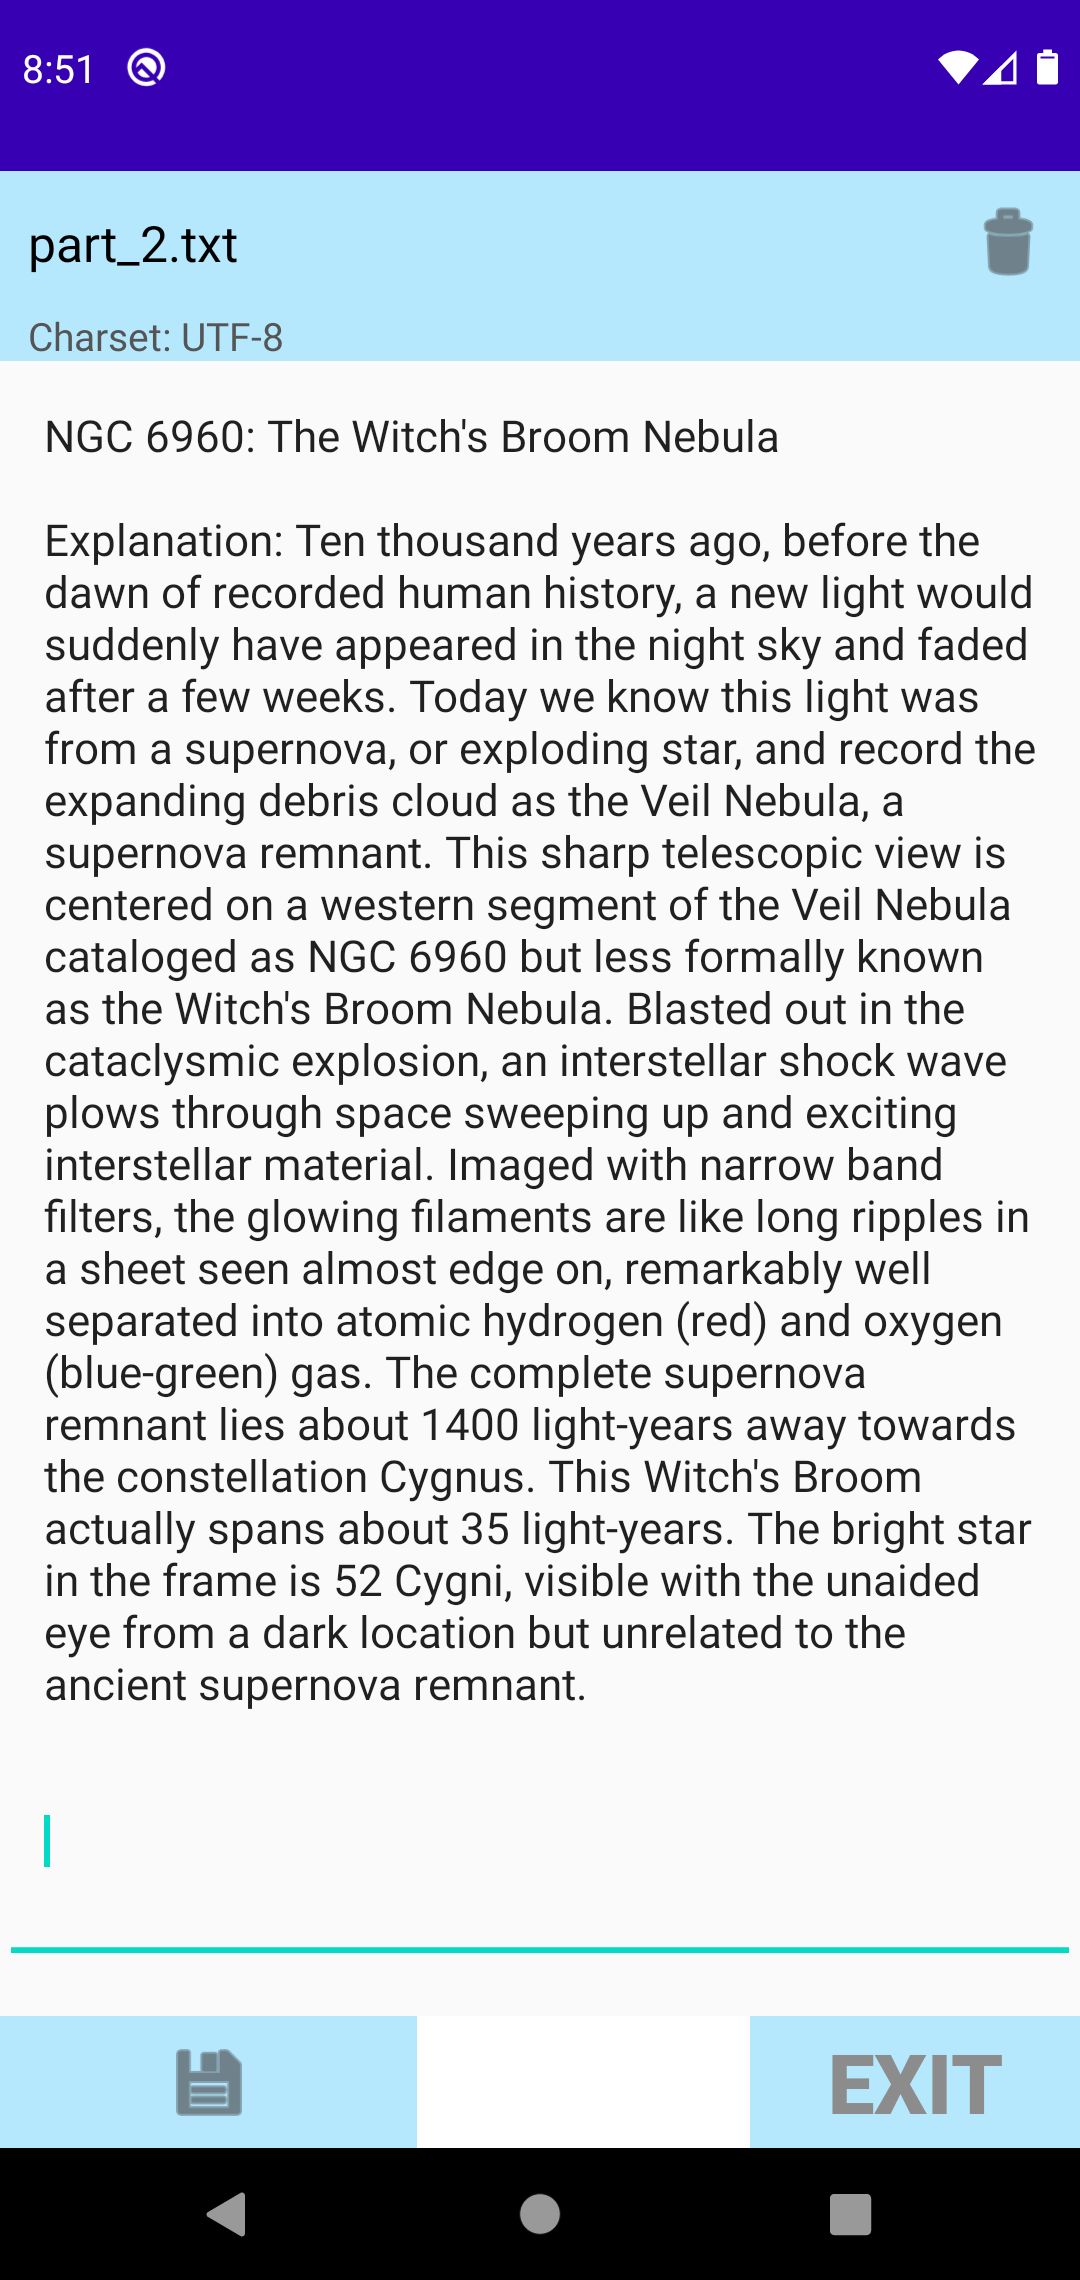 8:51
part_2.txt
Charset: UTF-8
NGC 6960: The Witch's Broom Nebula
Explanation: Ten thousand years ago, before the
dawn of recorded human history, a new light would
suddenly have appeared in the night sky and faded
after a few weeks. Today we know this light was
from a supernova, or exploding star, and record the
expanding debris cloud as the Veil Nebula, a
supernova remnant. This sharp telescopic view is
centered on a western segment of the Veil Nebula
cataloged as NGC 6960 but less formally known
as the Witch's Broom Nebula. Blasted out in the
cataclysmic explosion, an interstellar shock wave
plows through space sweeping up and exciting
interstellar material. Imaged with narrow band
filters, the glowing filaments are like long ripples in
a sheet seen almost edge on, remarkably well
separated into atomic hydrogen (red) and oxygen
(blue-green) gas. The complete supernova
remnant lies about 1400 light-years away towards
the constellation Cygnus. This Witch's Broom
actually spans about 35 light-years. The bright star
in the frame is 52 Cygni, visible with the unaided
eye from a dark location but unrelated to the
ancient supernova remnant.
EXIT